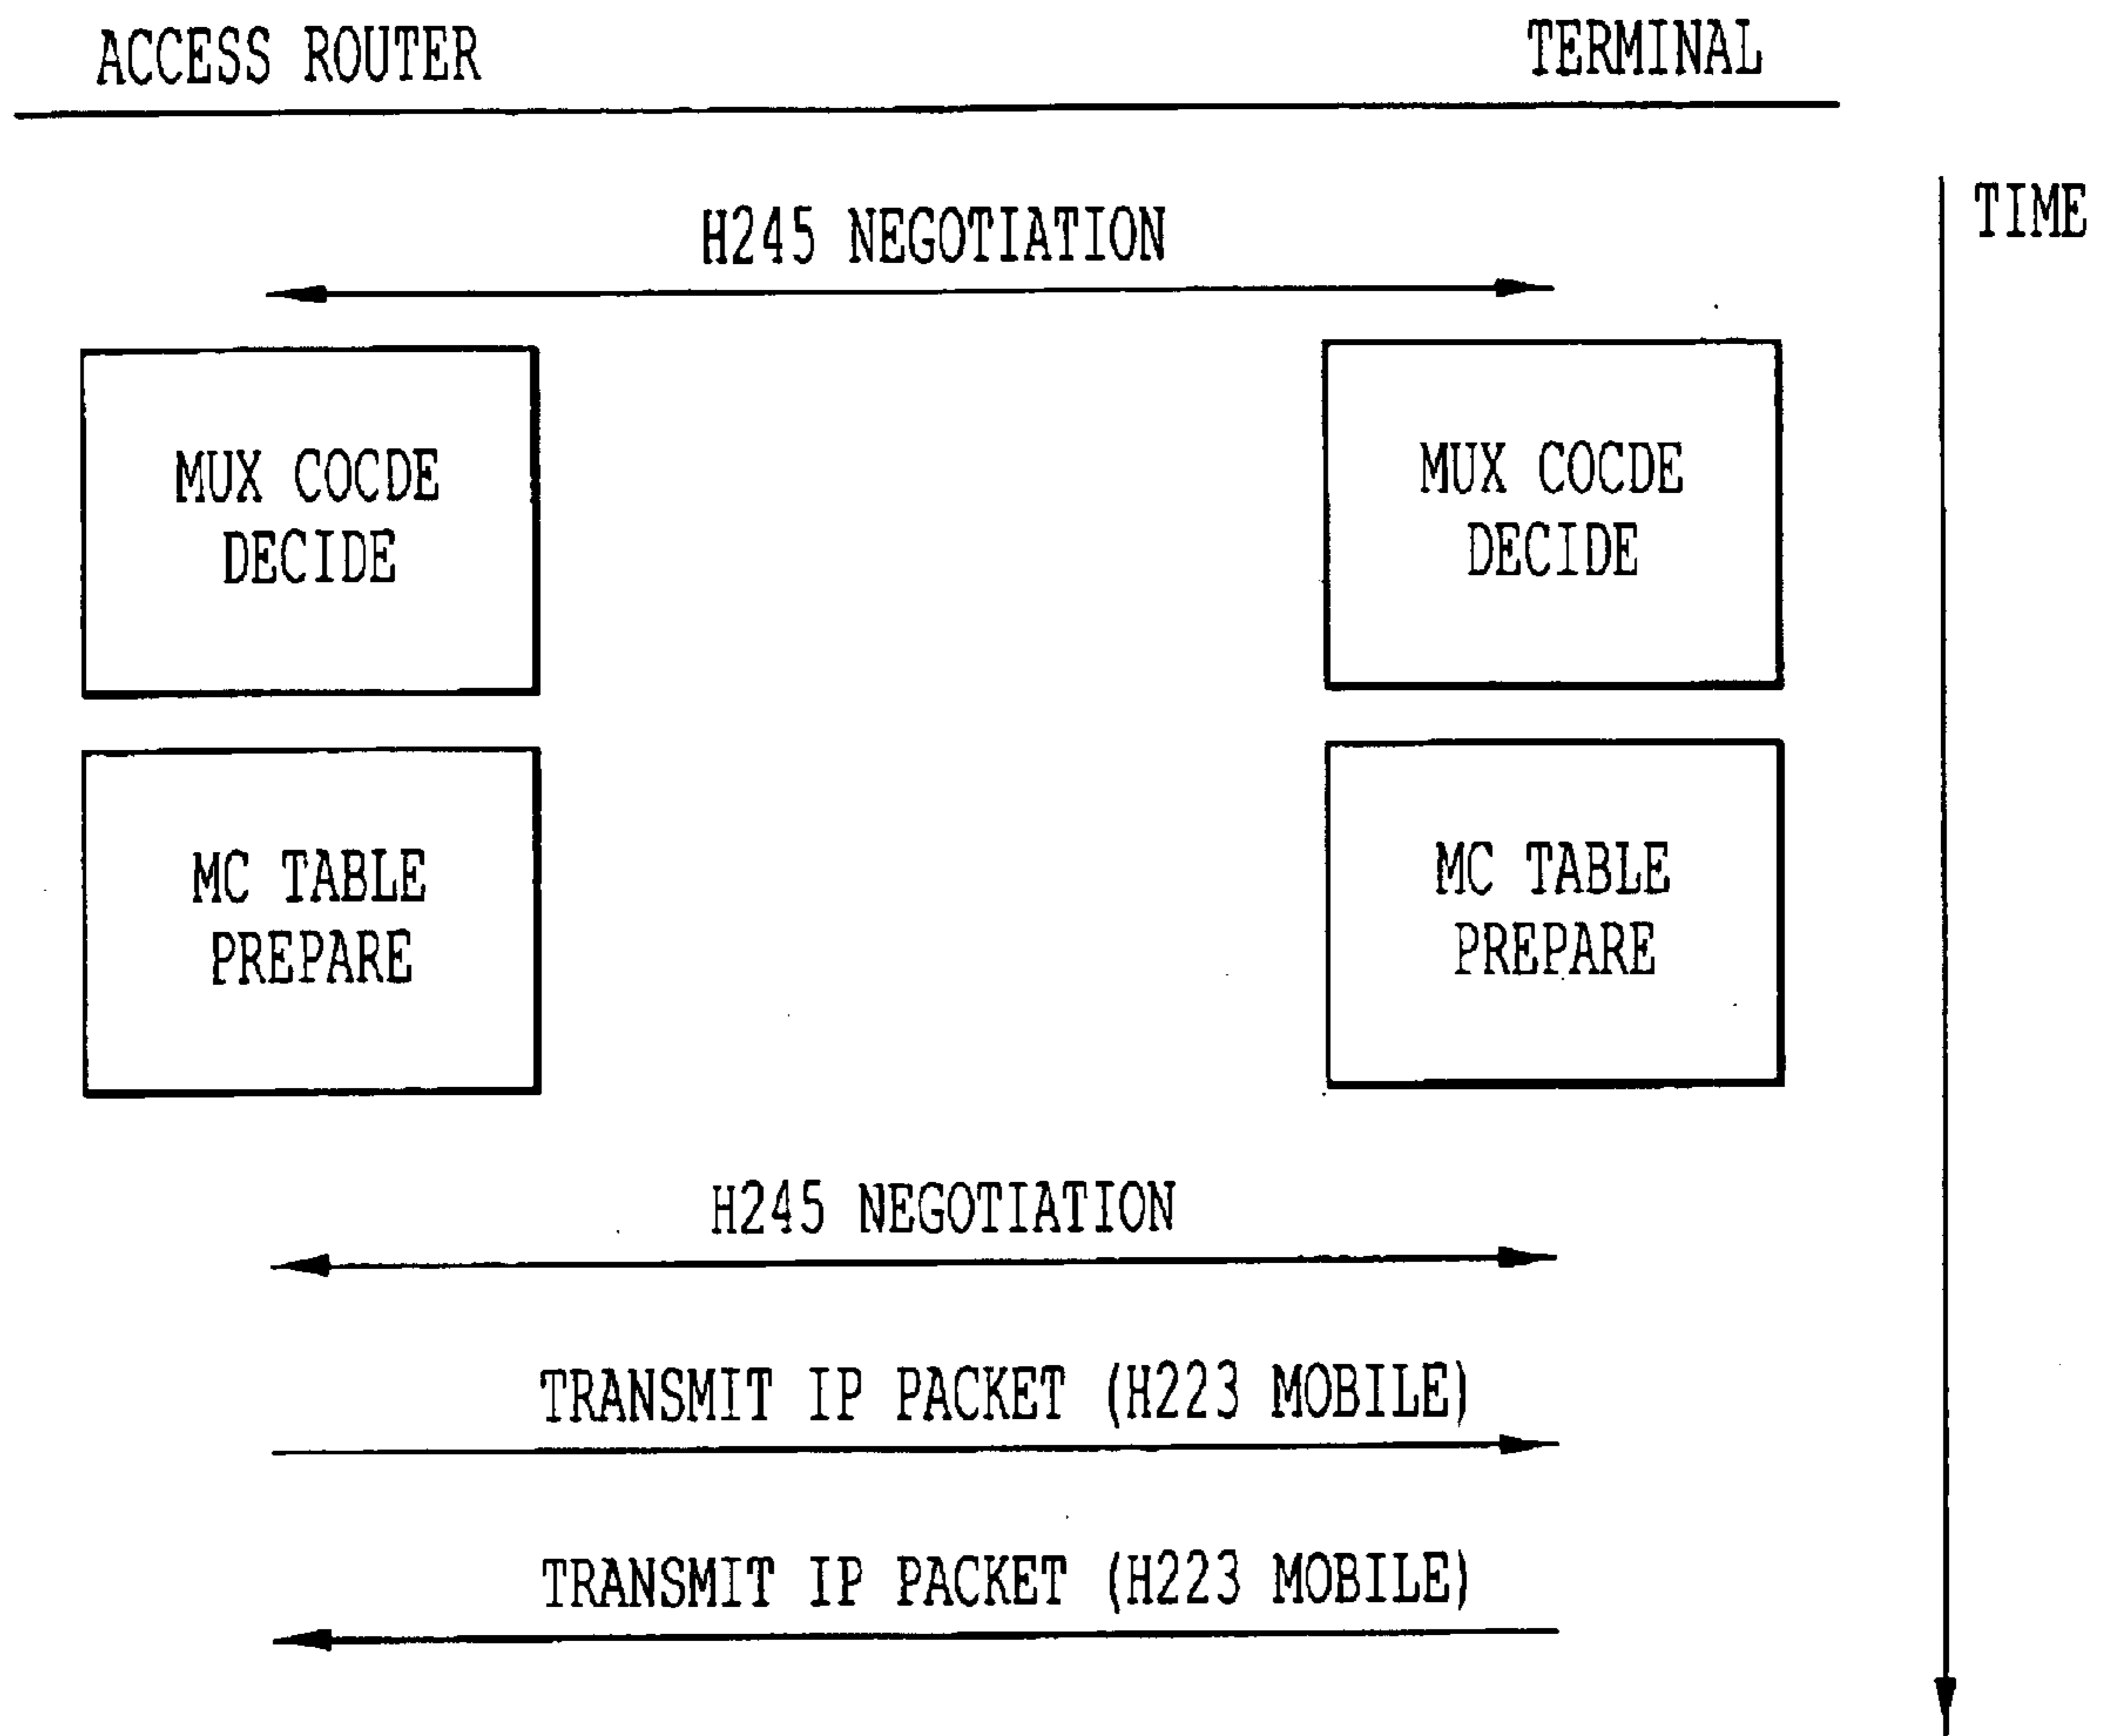 ACCESS ROUTER
TERMINAL
TIME
H245 NEGOTIATION
MUX COCDE
DECIDE
MUX COCDE
DECIDE
MC TABLE
PREPARE
MC TABLE
PREPARE
H245 NEGOTIATION
TRANSMIT IP PACKET (H223 MOBILE)
TRANSMIT IP PACKET (H223 MOBILE)